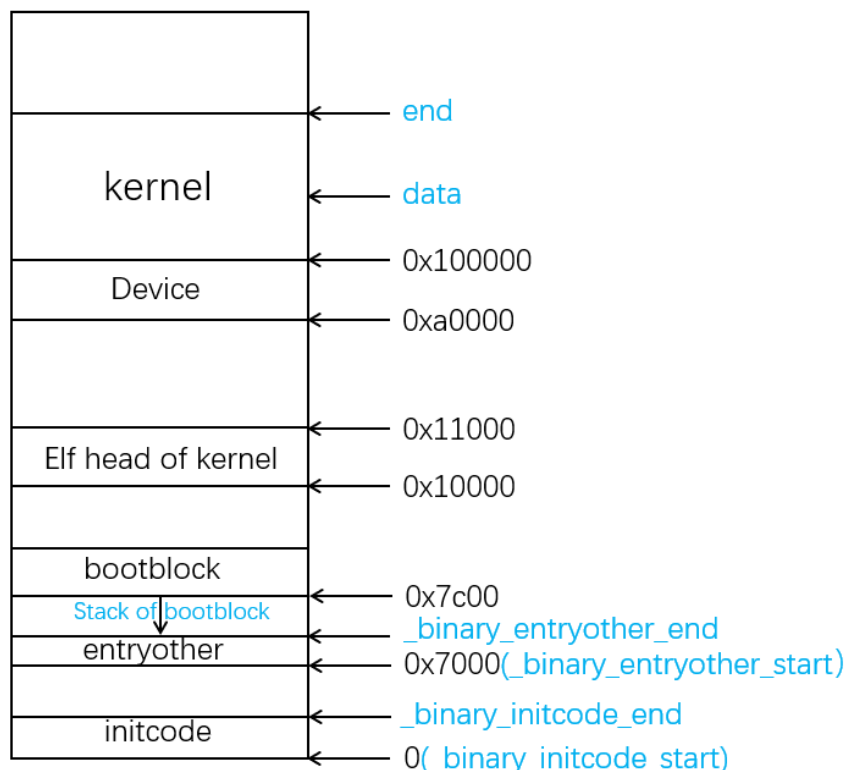 end
kernel
data
0x100000
Device
0xa0000
0x11000
Elf head of kernel
0x10000
bootblock
0x7c00
Stack of bootblock
_binary_entryother_end
entryother
0x7000(_binary_entryother_start)
_binary_initcode_end
initcode
0(_binary_initcode_start)